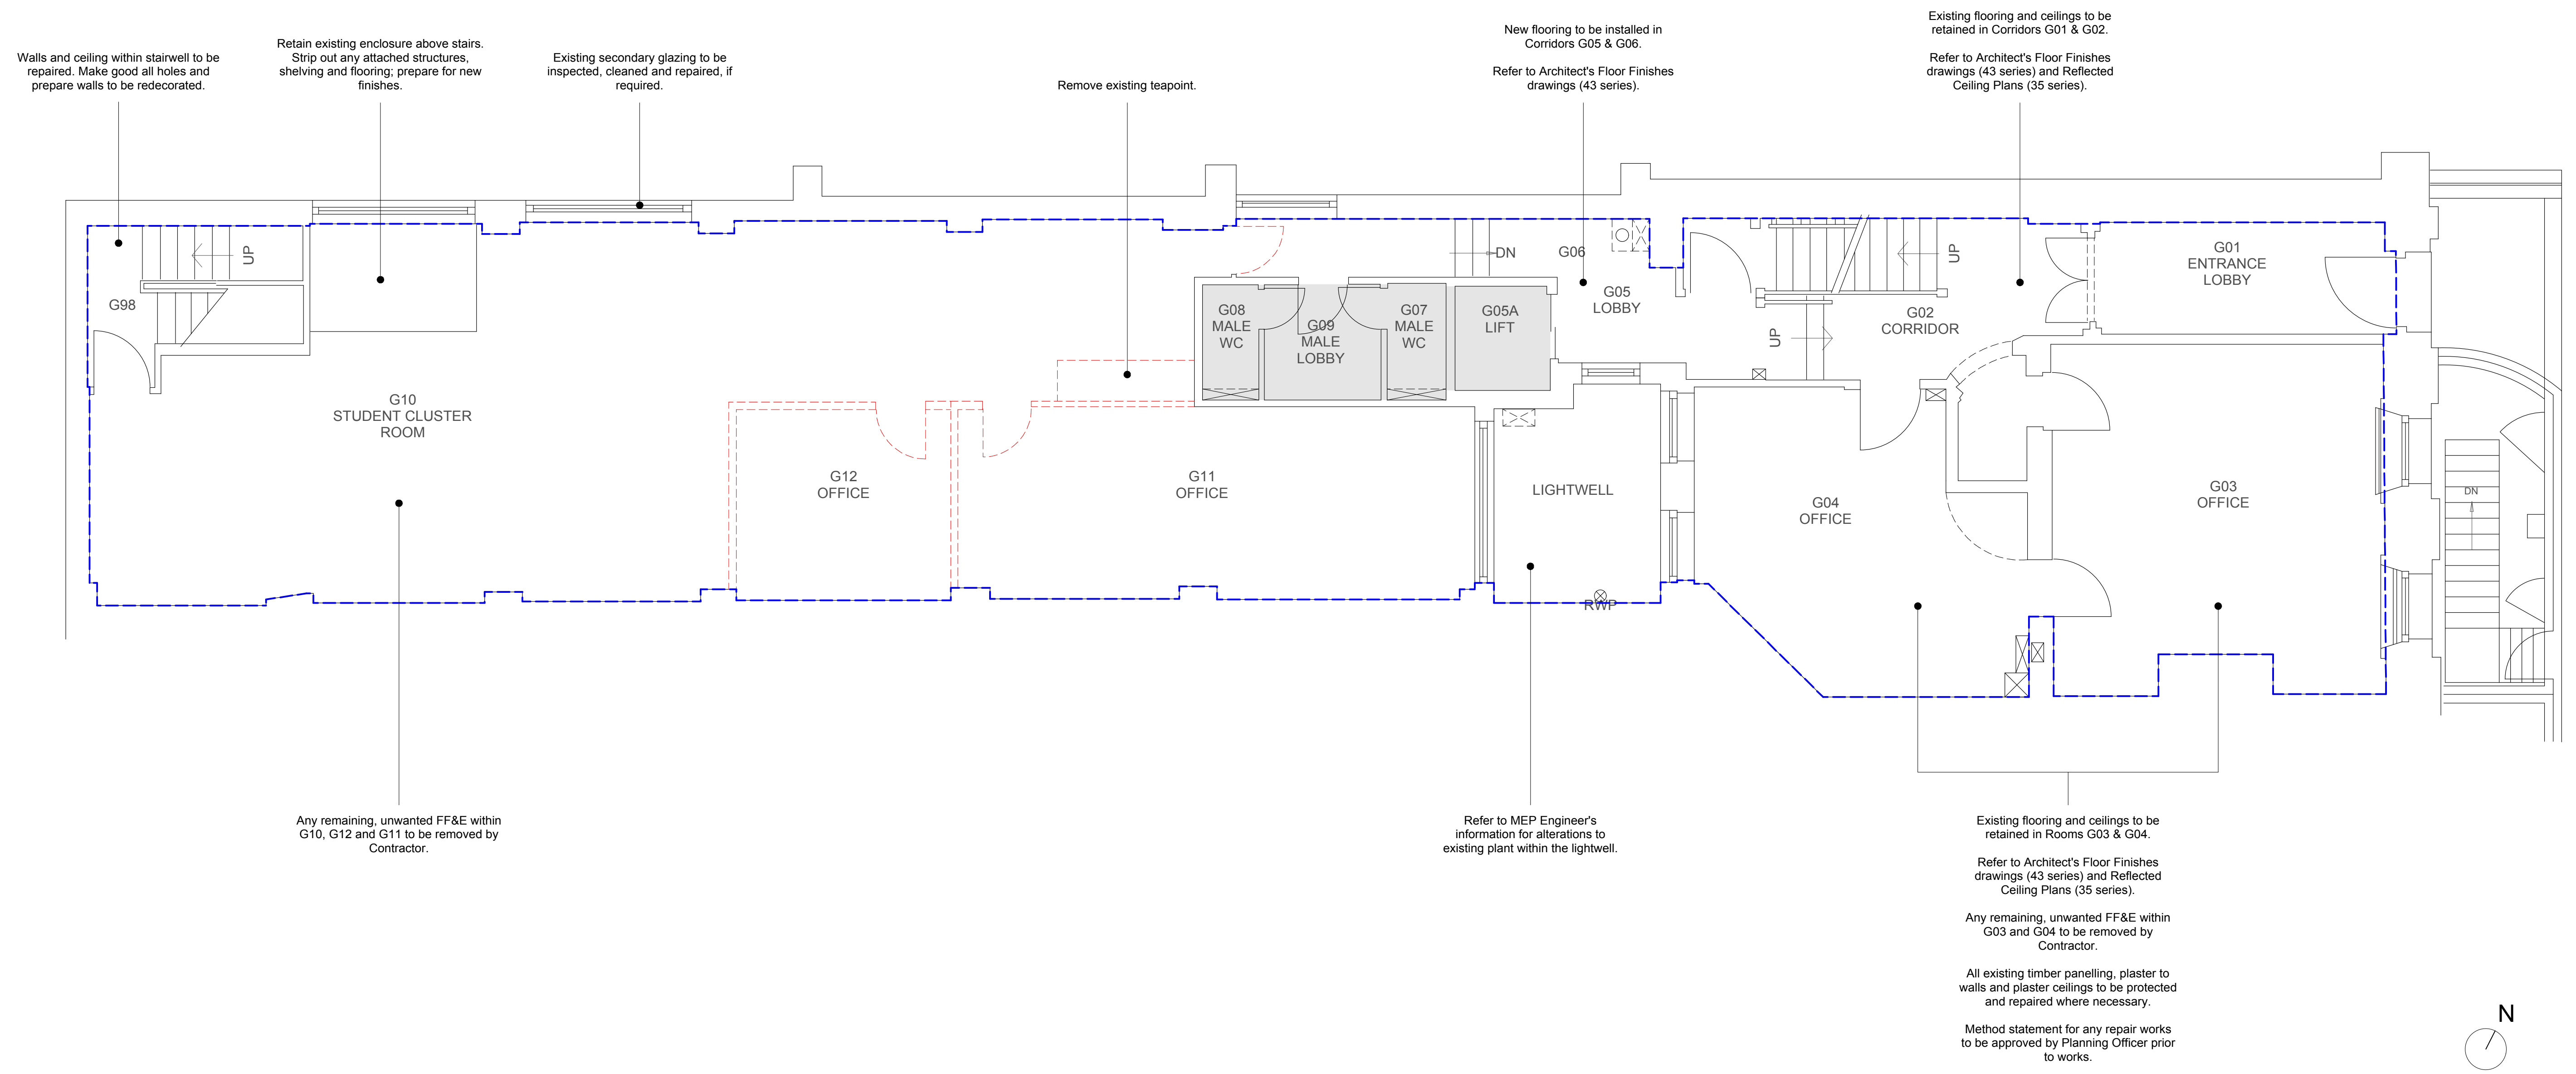 Walls and ceiling within stairwell to be
repaired. Make good all holes and
prepare walls to be redecorated.
Retain existing enclosure above stairs.
Strip out any attached structures,
shelving and flooring; prepare for new
finishes.
Existing secondary glazing to be
inspected, cleaned and repaired, if
required.
Remove existing teapoint.
New flooring to be installed in
Corridors G05 & G06.
Refer to Architect's Floor Finishes
drawings (43 series).
Existing flooring and ceilings to be
retained in Corridors G01 & G02.
Refer to Architect's Floor Finishes
drawings (43 series) and Reflected
Ceiling Plans (35 series).
UP
G98
DN
G06
G05
LOBBY
UP
UP
G02
CORRIDOR
G01
ENTRANCE
LOBBY
G08
MALE
WC
G09
MALE
LOBBY
G07
MALE
WC
G05A
LIFT
G10
STUDENT CLUSTER
ROOM
G12
OFFICE
G11
OFFICE
LIGHTWELL
RWP
G04
OFFICE
G03
OFFICE
DN
Any remaining, unwanted FF&E within
G10, G12 and G11 to be removed by
Contractor.
Refer to MEP Engineer's
information for alterations to
existing plant within the lightwell.
Existing flooring and ceilings to be
retained in Rooms G03 & G04.
Refer to Architect's Floor Finishes
drawings (43 series) and Reflected
Ceiling Plans (35 series).
Any remaining, unwanted FF&E within
G03 and G04 to be removed by
Contractor.
All existing timber panelling, plaster to
walls and plaster ceilings to be protected
and repaired where necessary.
Method statement for any repair works
to be approved by Planning Officer prior
to works.
N